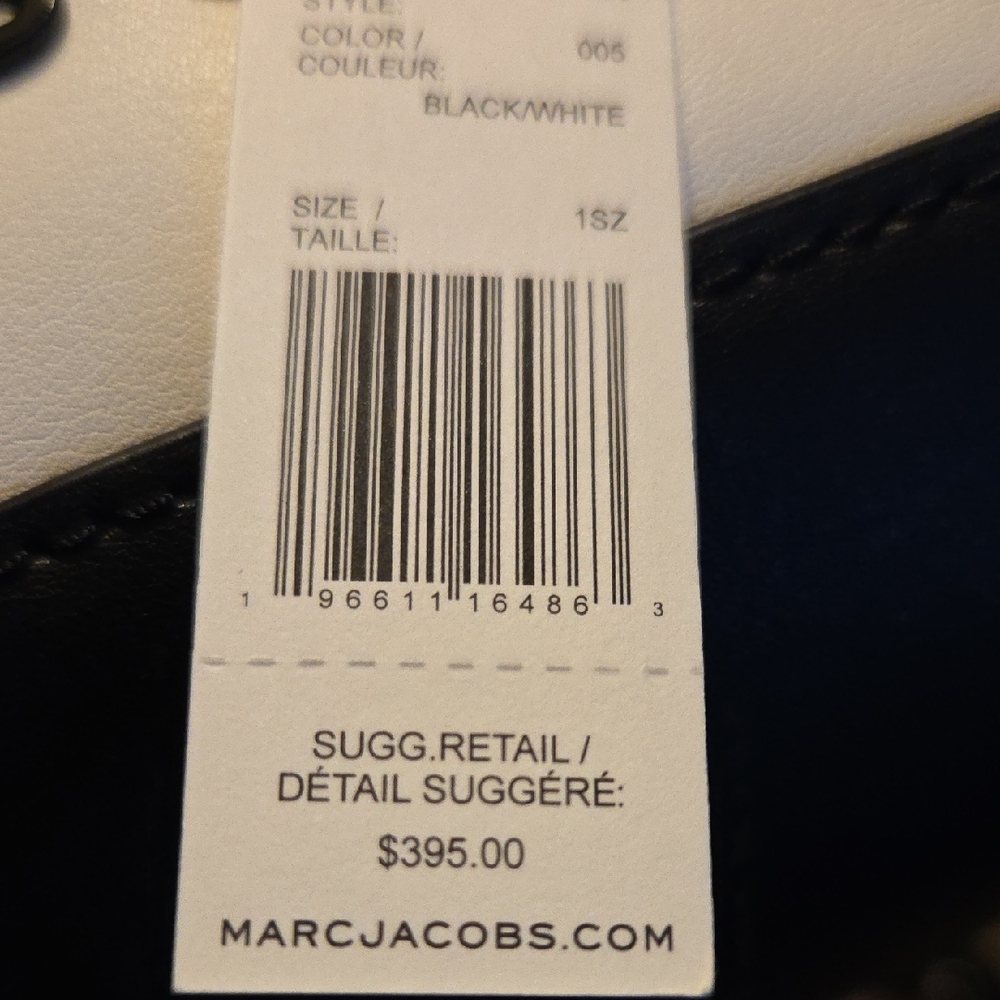 STYLE:
COLOR / 005
COULEUR:
BLACK/WHITE
SIZE / 1SZ
TAILLE:
1 96611 16486 3
SUGG.RETAIL /
DÉTAIL SUGGÉRÉ:
$395.00
MARCJACOBS.COM